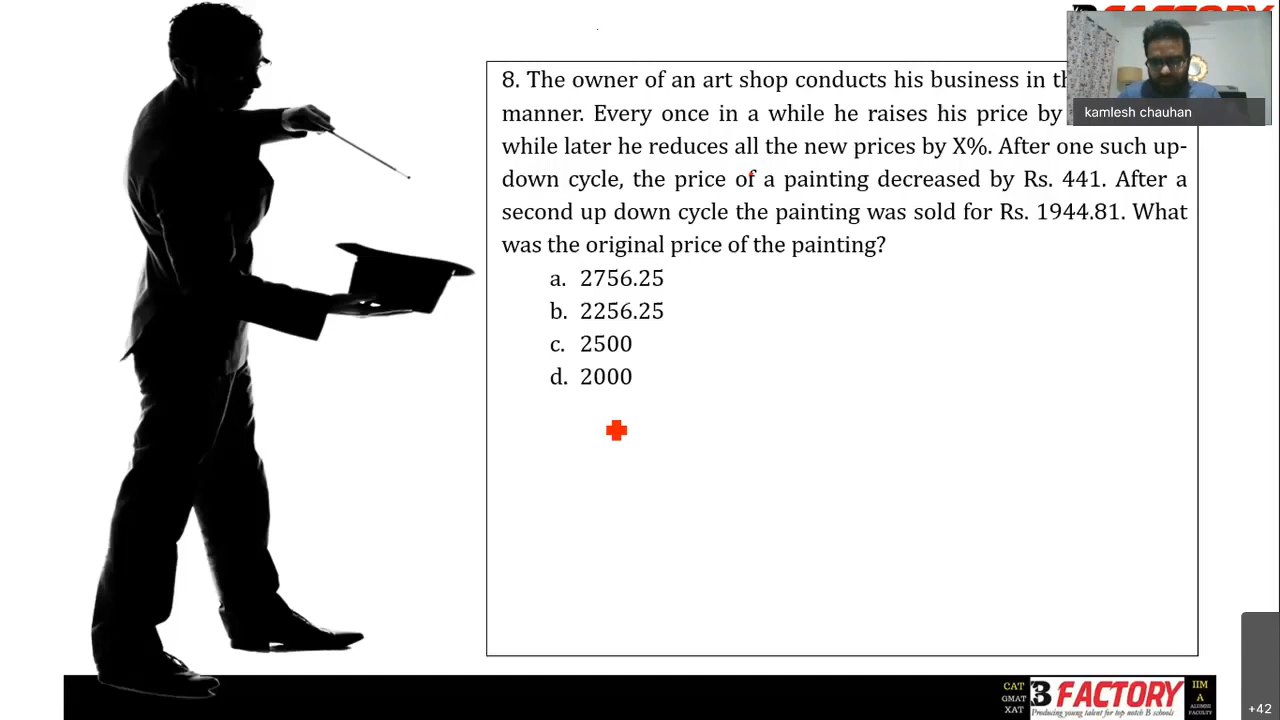 FACTORY
kamlesh chauhan
8. The owner of an art shop conducts his business in
manner. Every once in a while he raises his price by
while later he reduces all the new prices by X%. After one such up-
down cycle, the price of a painting decreased by Rs. 441. After a
second up down cycle the painting was sold for Rs. 1944.81. What
was the original price of the painting?
a. 2756.25
b. 2256.25
c. 2500
d. 2000
CAT
GMAT
XAT
3 FACTORY
Producing young talent for top notch B schools
IIM
A
ALUMNI
FACULTY
+42